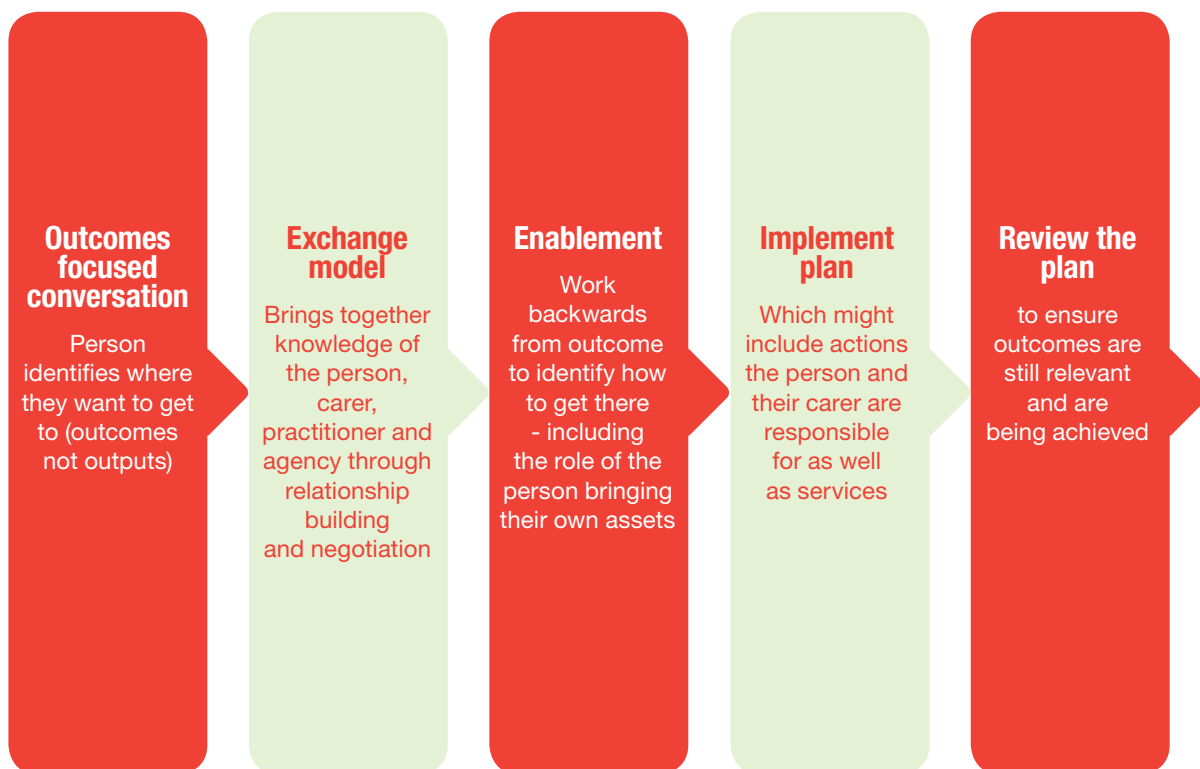 Outcomes
focused
conversation
Person
identifies where
they want to get
to (outcomes
not outputs)
Exchange
model
Brings together
knowledge of
the person,
carer,
practitioner and
agency through
relationship
building
and negotiation
Enablement
Work
backwards
from outcome
to identify how
to get there
- including
the role of the
person bringing
their own assets
Implement
plan
Which might
include actions
the person and
their carer are
responsible
for as well
as services
Review the
plan
to ensure
outcomes are
still relevant
and are
being achieved